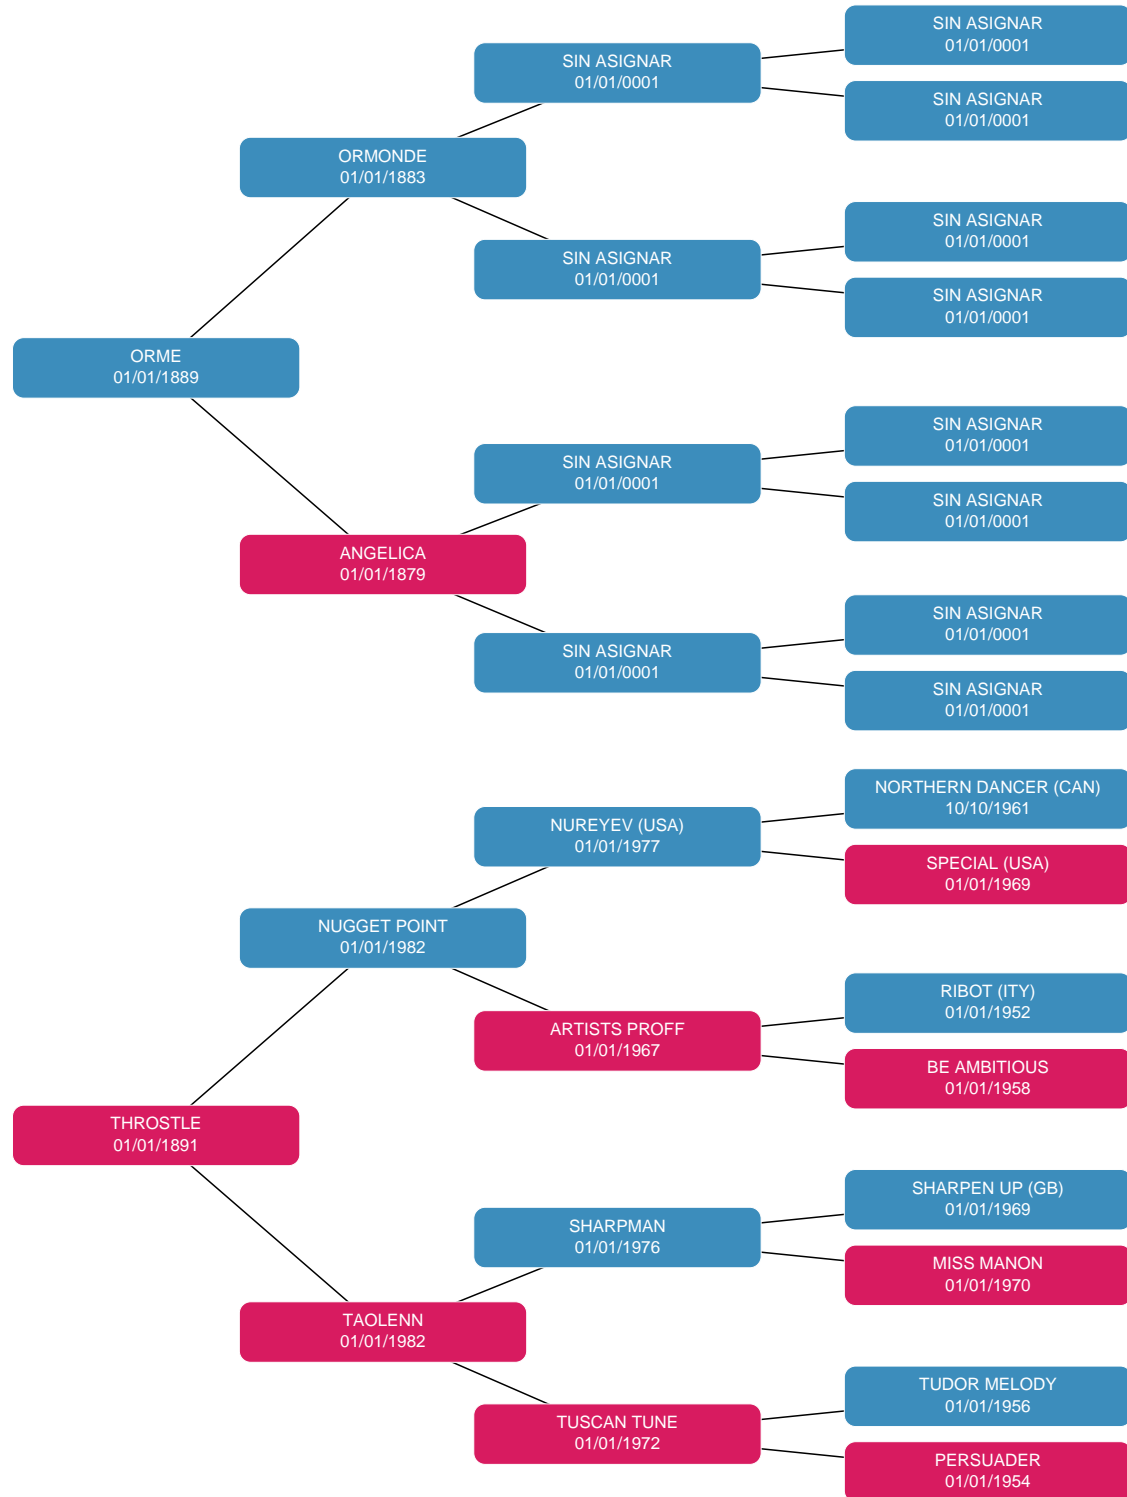 SIN ASIGNAR
01/01/0001
SIN ASIGNAR
01/01/0001
SIN ASIGNAR
01/01/0001
ORMONDE
01/01/1883
SIN ASIGNAR
01/01/0001
SIN ASIGNAR
01/01/0001
SIN ASIGNAR
01/01/0001
ORME
01/01/1889
SIN ASIGNAR
01/01/0001
SIN ASIGNAR
01/01/0001
SIN ASIGNAR
01/01/0001
ANGELICA
01/01/1879
SIN ASIGNAR
01/01/0001
SIN ASIGNAR
01/01/0001
SIN ASIGNAR
01/01/0001
NORTHERN DANCER (CAN)
10/10/1961
NUREYEV (USA)
01/01/1977
SPECIAL (USA)
01/01/1969
NUGGET POINT
01/01/1982
RIBOT (ITY)
01/01/1952
ARTISTS PROFF
01/01/1967
BE AMBITIOUS
01/01/1958
THROSTLE
01/01/1891
SHARPEN UP (GB)
01/01/1969
SHARPMAN
01/01/1976
MISS MANON
01/01/1970
TAOLENN
01/01/1982
TUDOR MELODY
01/01/1956
TUSCAN TUNE
01/01/1972
PERSUADER
01/01/1954